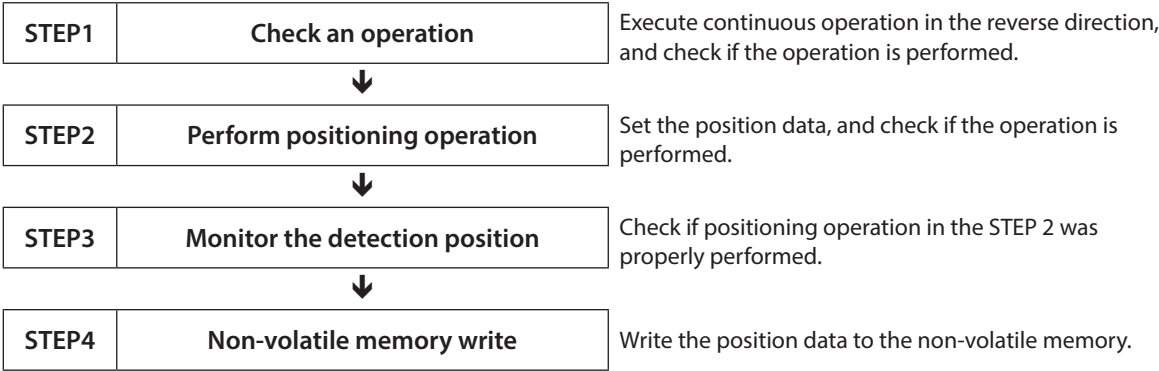 STEP1 Check an operation
Execute continuous operation in the reverse direction,
and check if the operation is performed.
STEP2 Perform positioning operation
Set the position data, and check if the operation is
performed.
STEP3 Monitor the detection position
Check if positioning operation in the STEP 2 was
properly performed.
STEP4 Non-volatile memory write
Write the position data to the non-volatile memory.